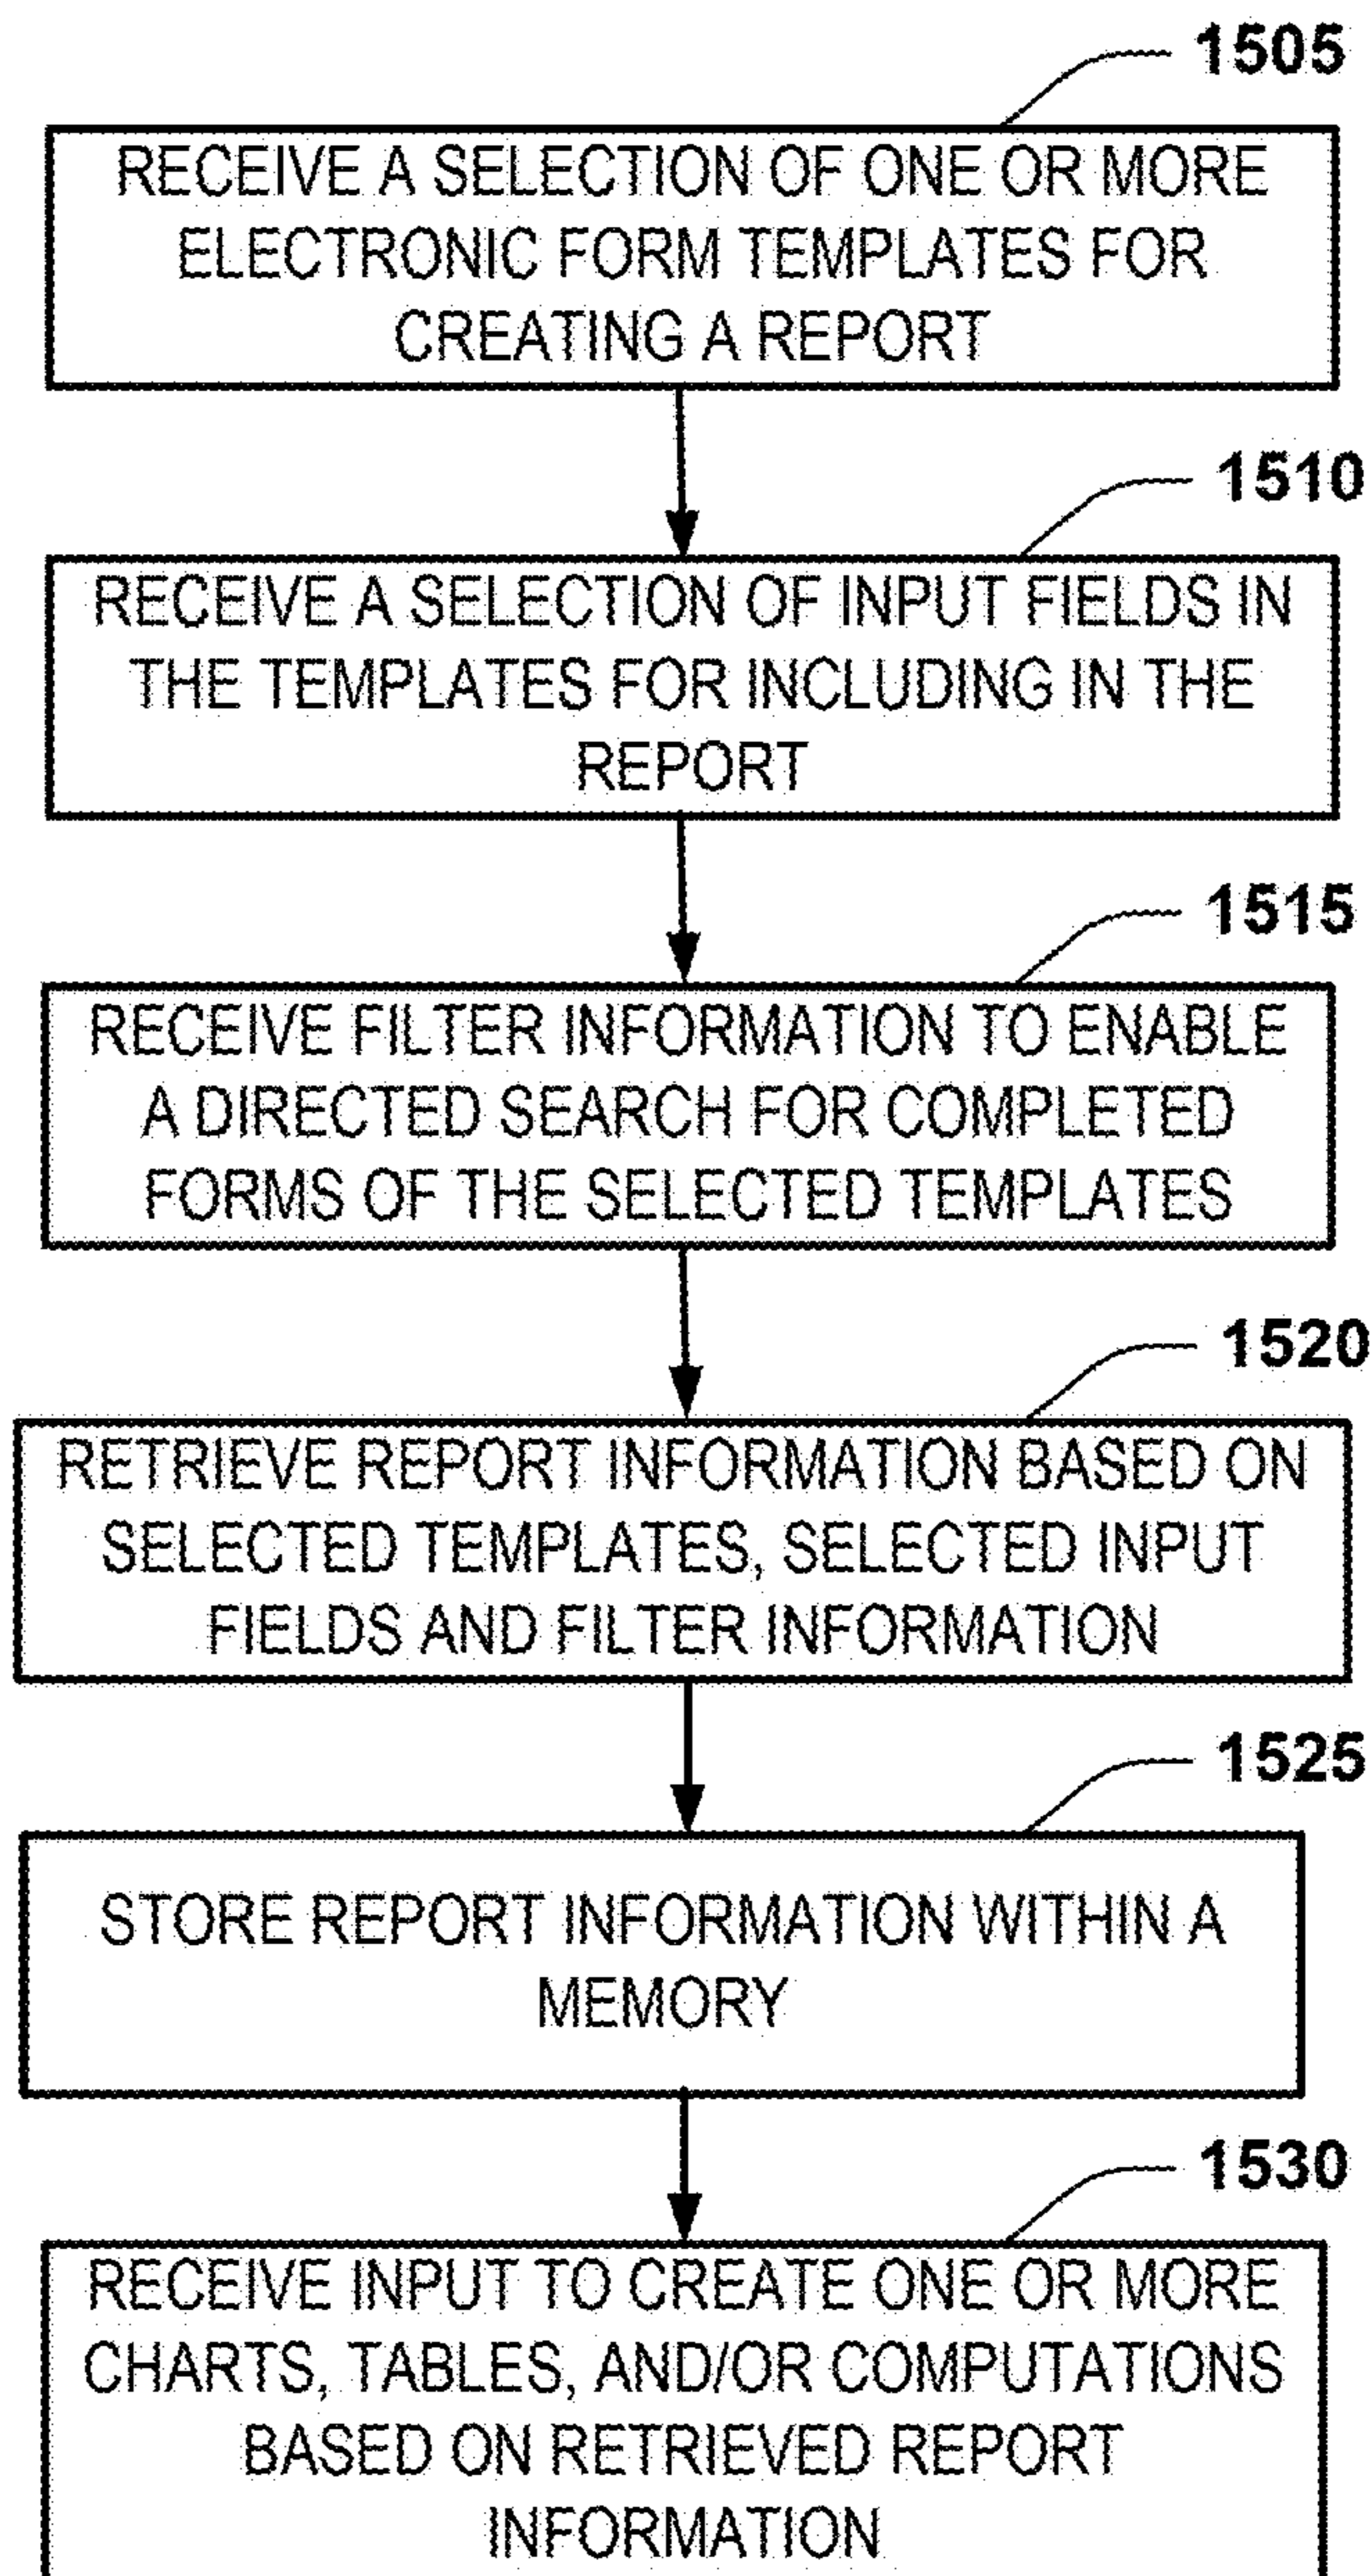 1505
RECEIVE A SELECTION OF ONE OR MORE
ELECTRONIC FORM TEMPLATES FOR
CREATING A REPORT
1510
RECEIVE A SELECTION OF INPUT FIELDS IN
THE TEMPLATES FOR INCLUDING IN THE
REPORT
1515
RECEIVE FILTER INFORMATION TO ENABLE
A DIRECTED SEARCH FOR COMPLETED
FORMS OF THE SELECTED TEMPLATES
1520
RETRIEVE REPORT INFORMATION BASED ON
SELECTED TEMPLATES, SELECTED INPUT
FIELDS AND FILTER INFORMATION
1525
STORE REPORT INFORMATION WITHIN A
MEMORY
1530
RECEIVE INPUT TO CREATE ONE OR MORE
CHARTS, TABLES, AND/OR COMPUTATIONS
BASED ON RETRIEVED REPORT
INFORMATION